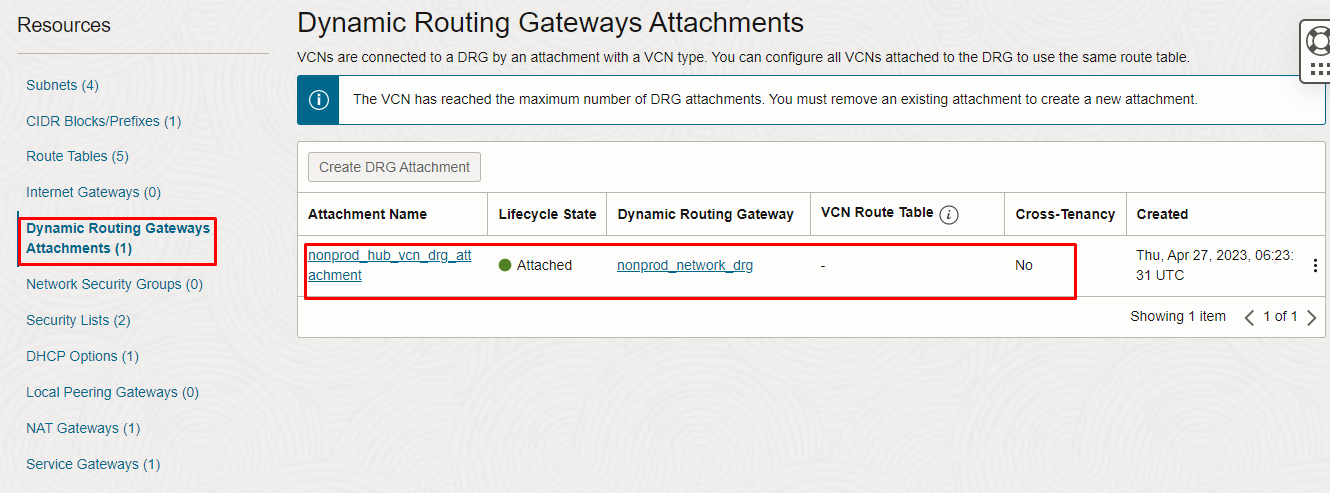 Resources
Subnets (4)
CIDR Blocks/Prefixes (1)
Route Tables (5)
Internet Gateways (0)
Dynamic Routing Gateways
Attachments (1)
Network Security Groups (0)
Security Lists (2)
DHCP Options (1)
Local Peering Gateways (0)
NAT Gateways (1)
Service Gateways (1)
Dynamic Routing Gateways Attachments
VCNs are connected to a DRG by an attachment with a VCN type. You can configure all VCNs attached to the DRG to use the same route table.
The VCN has reached the maximum number of DRG attachments. You must remove an existing attachment to create a new attachment.
Create DRG Attachment
Attachment Name Lifecycle State Dynamic Routing Gateway VCN Route Table i Cross-Tenancy Created
nonprod_hub_vcn_drg_att
achment
Attached
nonprod_network_drg
-
No
Thu, Apr 27, 2023, 06:23:
31 UTC
Showing 1 item 1 of 1